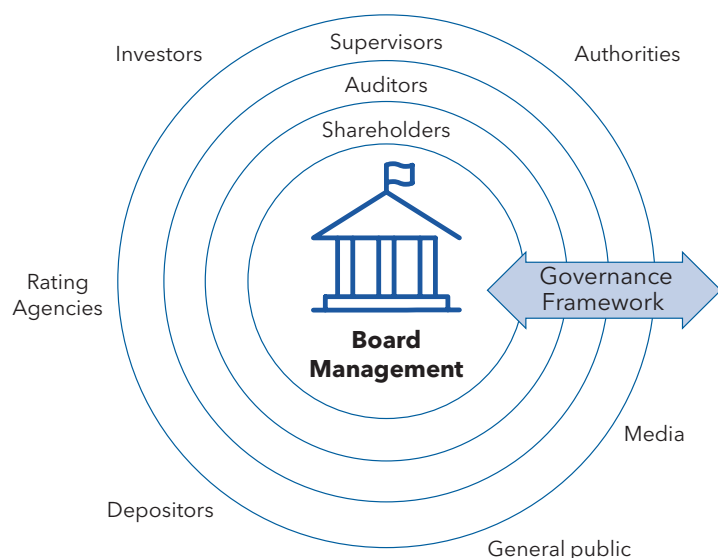 Supervisors
Investors
Authorities
Auditors
Shareholders
Governance
Framework
Rating
Agencies
Board
Management
Media
Depositors
General public